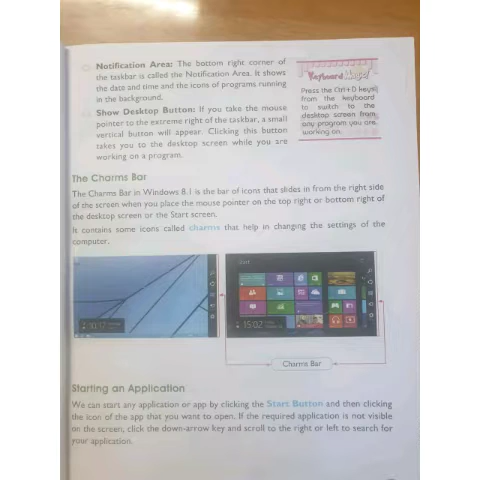 Notification Area: The bottom right corner of
the taskbar is called the Notification Area. It shows
the date and time and the icons of programs running
in the background.
Show Desktop Button: If you take the mouse
pointer to the extreme right of the taskbar, a small
vertical button will appear. Clicking this button
takes you to the desktop screen while you are
working on a program.
Keyboard Magic!
Press the Ctrl+D keys
from the keyboard
to switch to the
desktop screen from
any program you are
working on.
The Charms Bar
The Charms Bar in Windows 8.1 is the bar of icons that slides in from the right side
of the screen when you place the mouse pointer on the top right or bottom right of
the desktop screen or the Start screen.
It contains some icons called charms that help in changing the settings of the
computer.
10:17
Start
15:02
Charms Bar
Starting an Application
We can start any application or app by clicking the Start Button and then clicking
the icon of the app that you want to open. If the required application is not visible
on the screen, click the down-arrow key and scroll to the right or left to search for
your application.